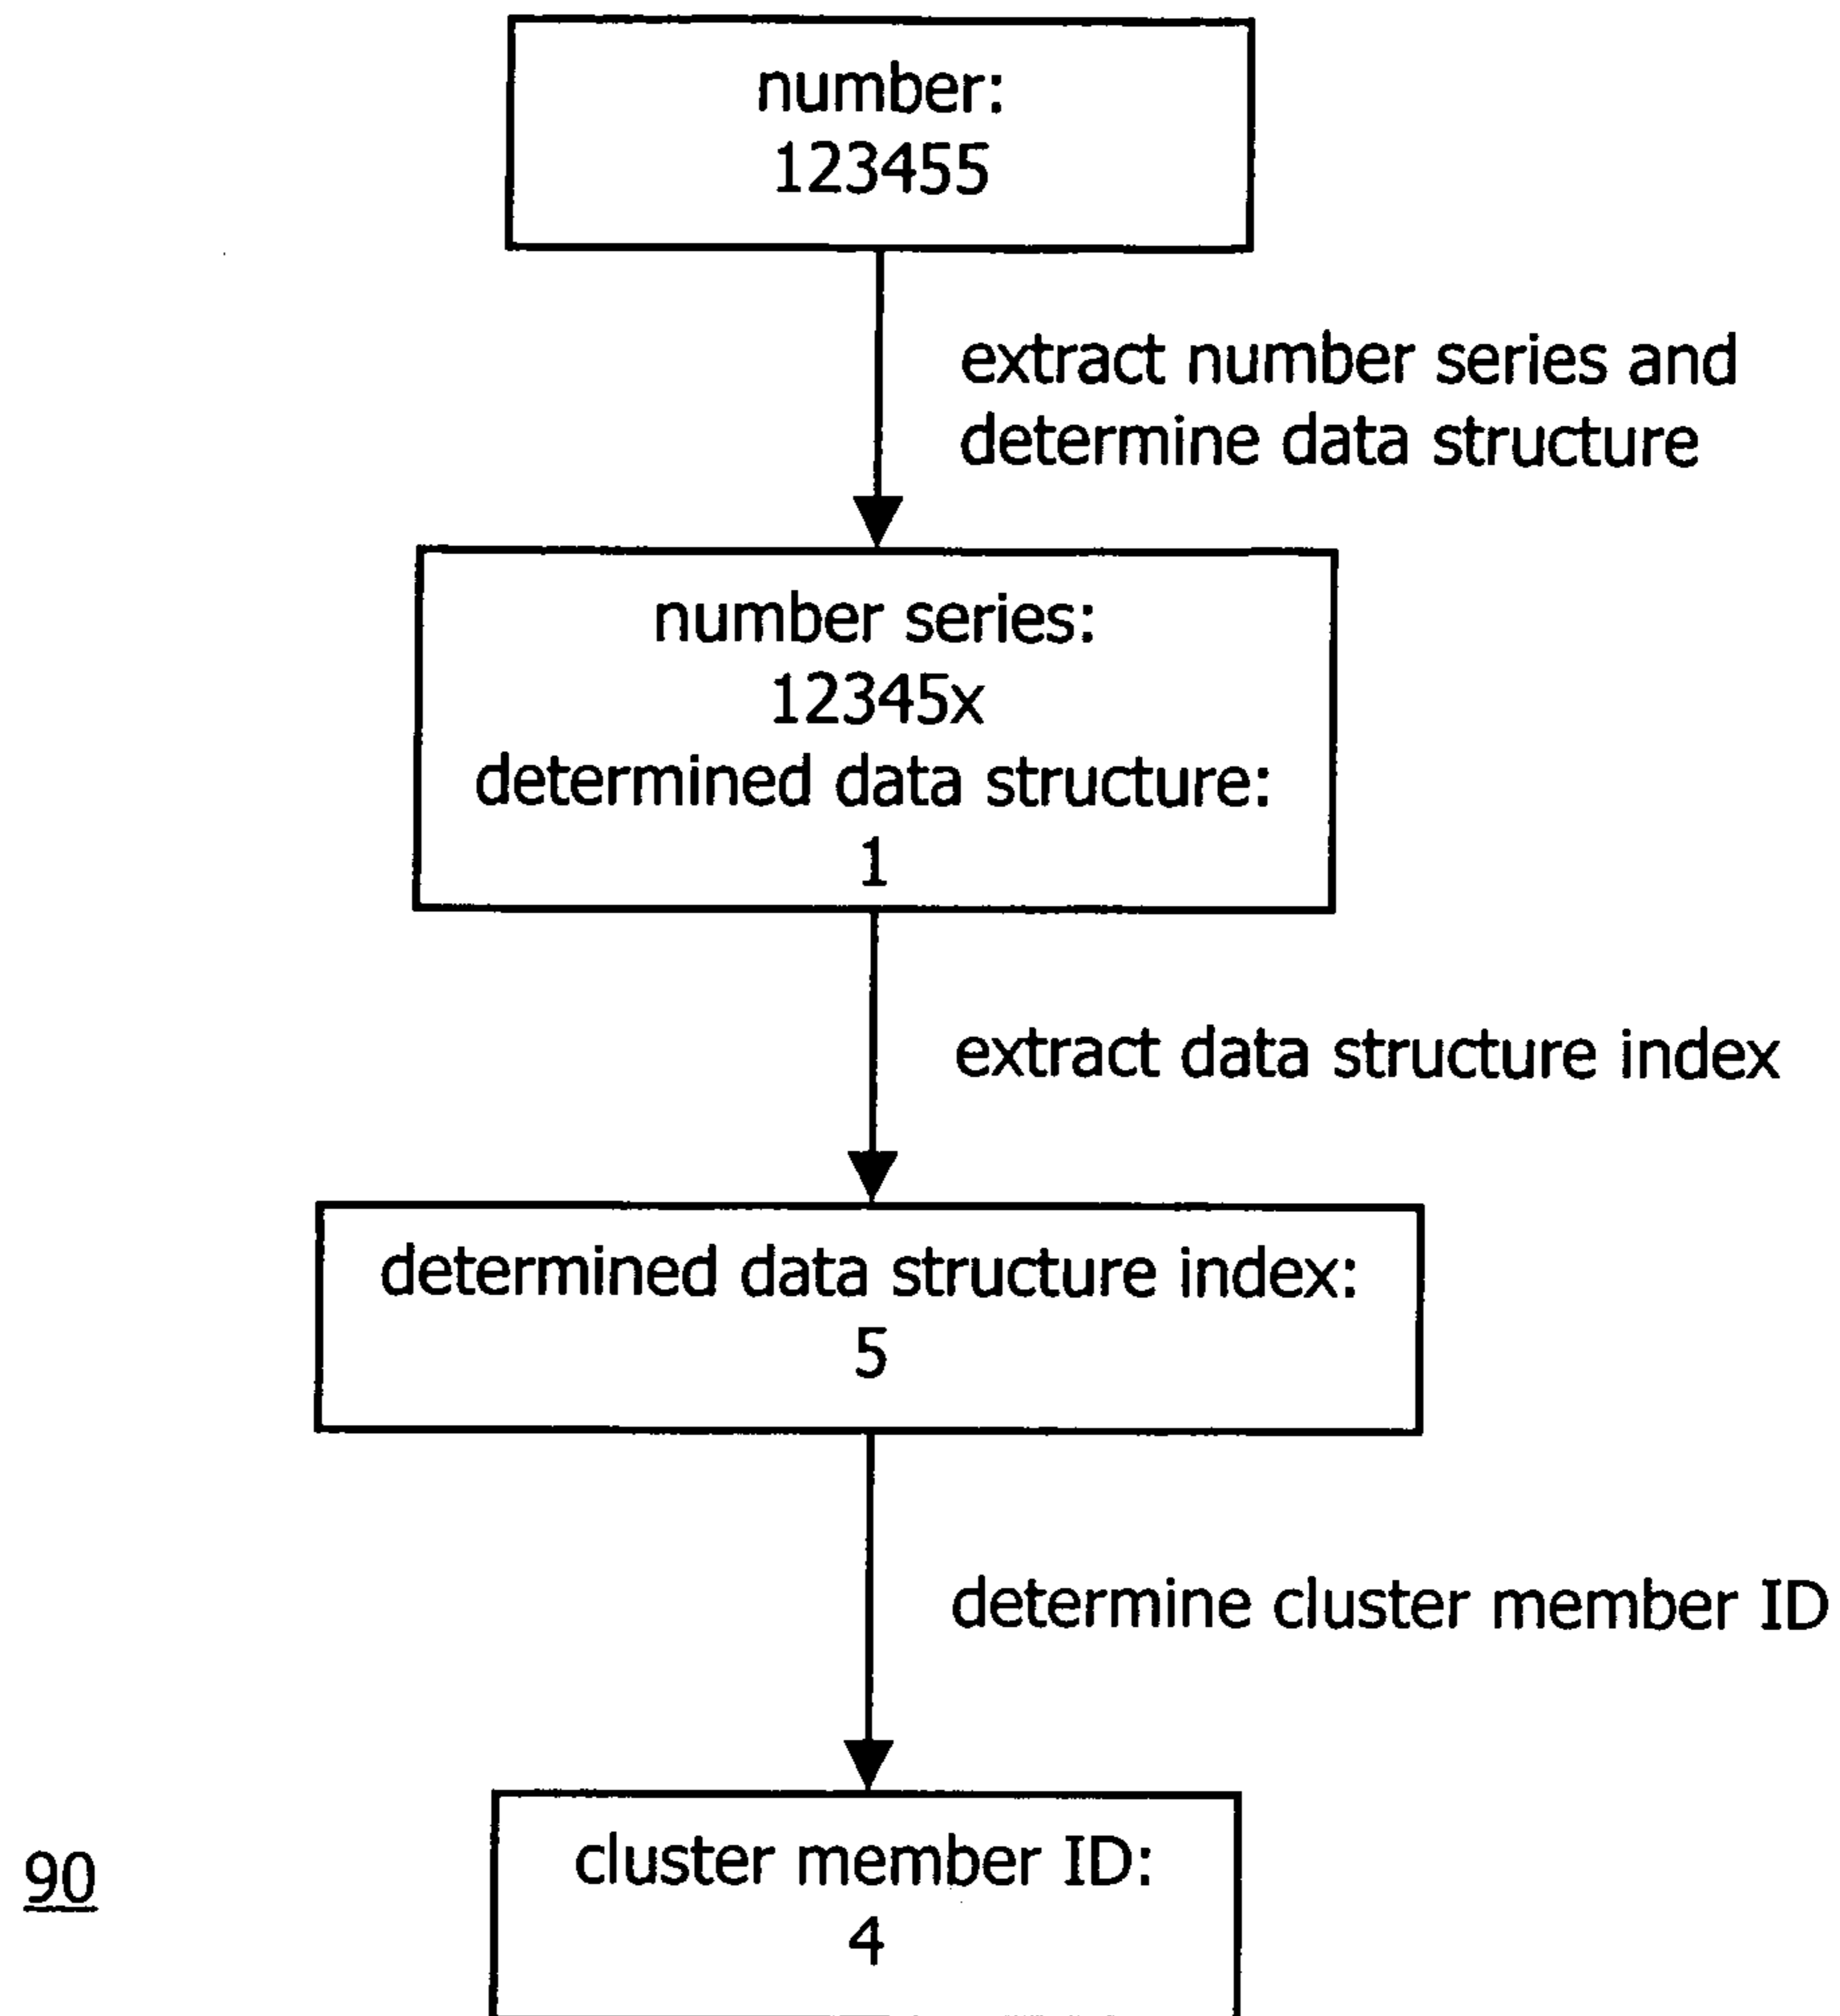 number:
123455
extract number series and
determine data structure
number series:
12345x
determined data structure:
1
extract data structure index
determined data structure index:
5
determine cluster member ID
cluster member ID:
4
90